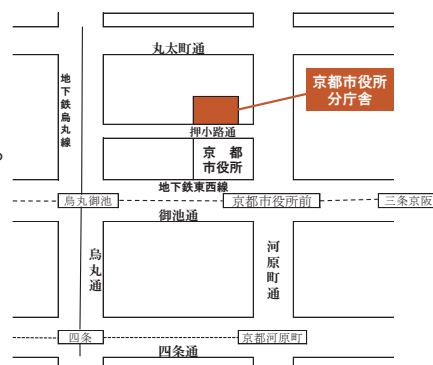 丸太町通
地下鉄烏丸線
京都市役所
分庁舎
押小路通
京 都
市役所
地下鉄東西線
烏丸御池
京都市役所前
三条京阪
御池通
烏丸通
河原町通
四条
京都河原町
四条通